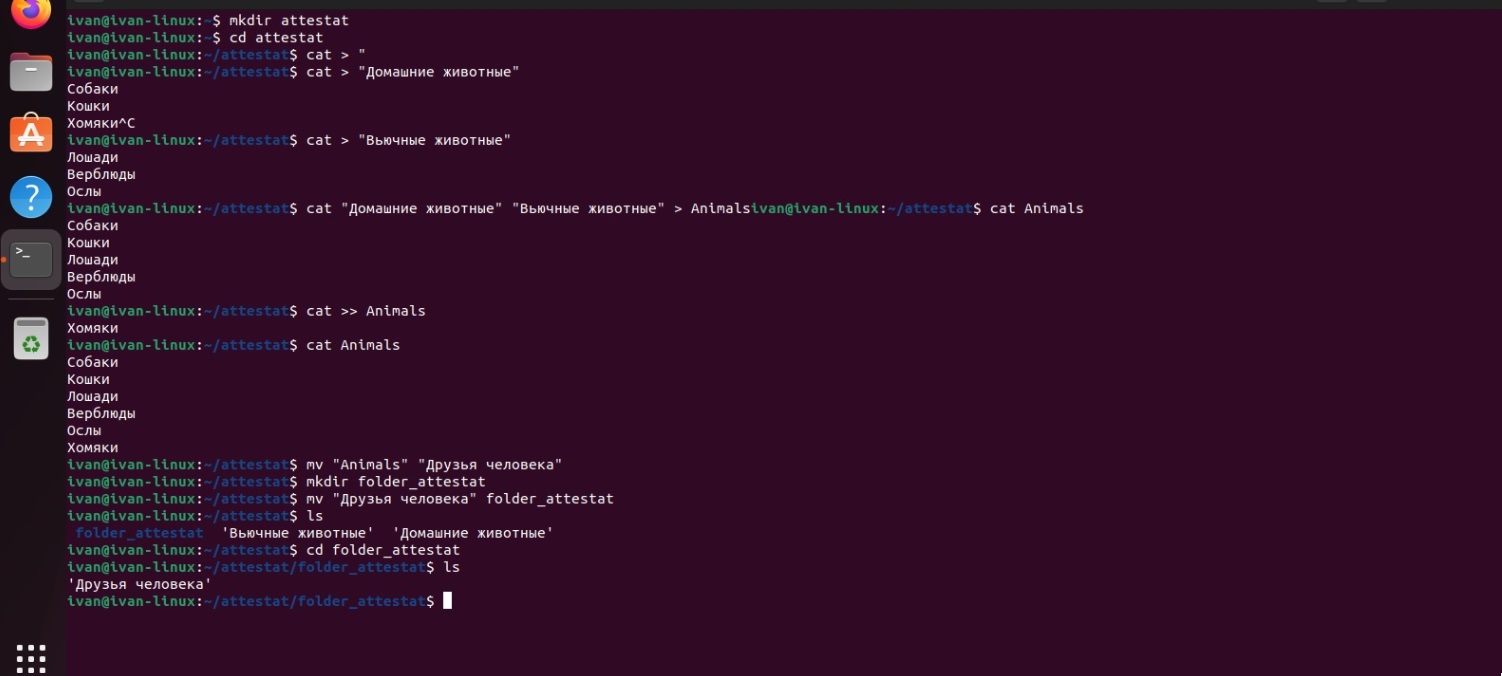 ivan@ivan-linux:~$ mkdir attestat
ivan@ivan-linux:~$ cd attestat
ivan@ivan-linux:~/attestat$ cat > "
ivan@ivan-linux:~/attestat$ cat > "Домашние животные"
Собаки
Кошки
Хомяки^C
ivan@ivan-linux:~/attestat$ cat > "Вьючные животные"
Лошади
Верблюды
Ослы
ivan@ivan-linux:~/attestat$ cat "Домашние животные" "Вьючные животные" > Animalsivan@ivan-linux:~/attestat$ cat Animals
Собаки
Кошки
Лошади
Верблюды
Ослы
ivan@ivan-linux:~/attestat$ cat >> Animals
Хомяки
ivan@ivan-linux:~/attestat$ cat Animals
Собаки
Кошки
Лошади
Верблюды
Ослы
Хомяки
ivan@ivan-linux:~/attestat$ mv "Animals" "Друзья человека"
ivan@ivan-linux:~/attestat$ mkdir folder_attestat
ivan@ivan-linux:~/attestat$ mv "Друзья человека" folder_attestat
ivan@ivan-linux:~/attestat$ ls
folder_attestat 'Вьючные животные' 'Домашние животные'
ivan@ivan-linux:~/attestat$ cd folder_attestat
ivan@ivan-linux:~/attestat/folder_attestat$ ls
'Друзья человека'
ivan@ivan-linux:~/attestat/folder_attestat$